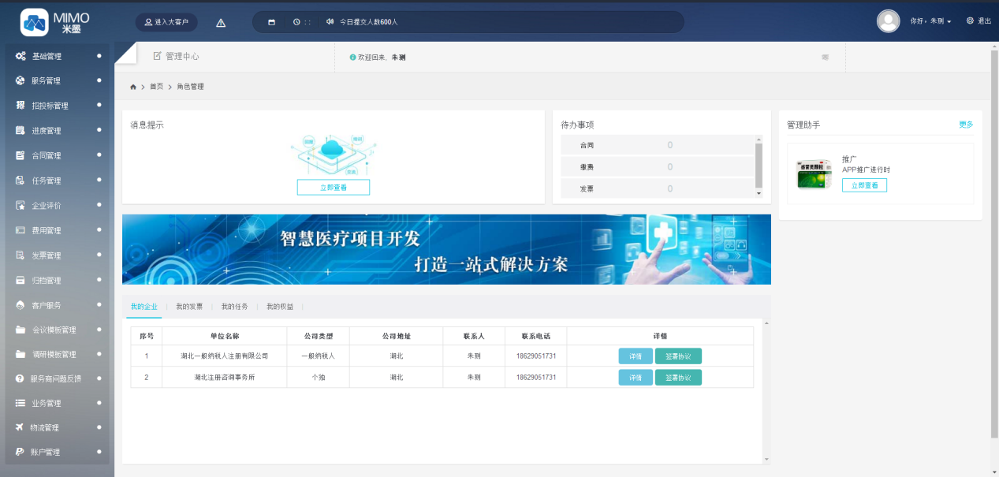 MIMO
米墨
进入大客户
: :
今日提交人数600人
你好，朱测
退出
基础管理
服务管理
招投标管理
进度管理
合同管理
任务管理
企业评价
费用管理
发票管理
归档管理
客户服务
会议模板管理
调研模板管理
服务商问题反馈
业务管理
物流管理
账户管理
管理中心
欢迎回来，朱测
首页
角色管理
消息提示
立即查看
待办事项
合同 0
缴费 0
发票 0
管理助手
更多
感冒灵颗粒
推广
APP推广进行时
立即查看
智慧医疗项目开发
打造一站式解决方案
我的企业 | 我的发票 | 我的任务 | 我的权益 |
序号 单位名称 公司类型 公司地址 联系人 联系电话 详情
1 湖北一般纳税人注册有限公司 一般纳税人 湖北 朱测 18629051731 详情 签署协议
2 湖北注册咨询事务所 个独 湖北 朱测 18629051731 详情 签署协议